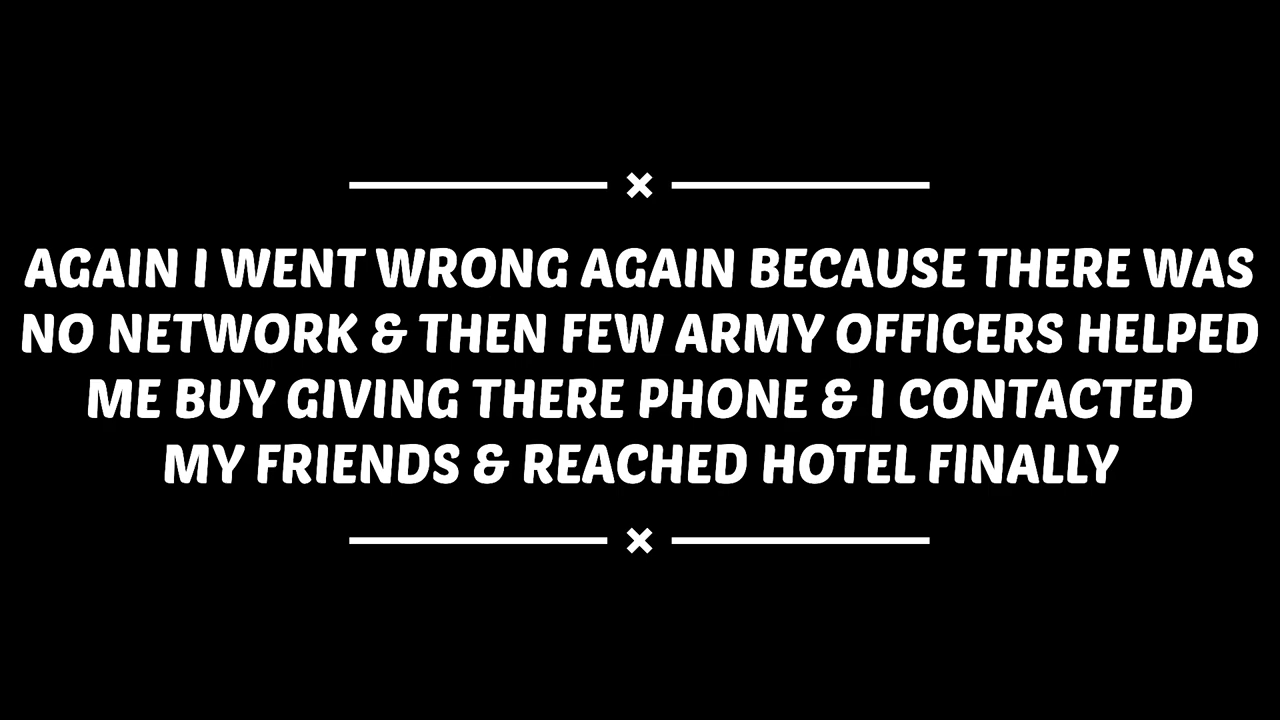 AGAIN I WENT WRONG AGAIN BECAUSE THERE WAS
NO NETWORK & THEN FEW ARMY OFFICERS HELPED
ME BUY GIVING THERE PHONE & I CONTACTED
MY FRIENDS & REACHED HOTEL FINALLY